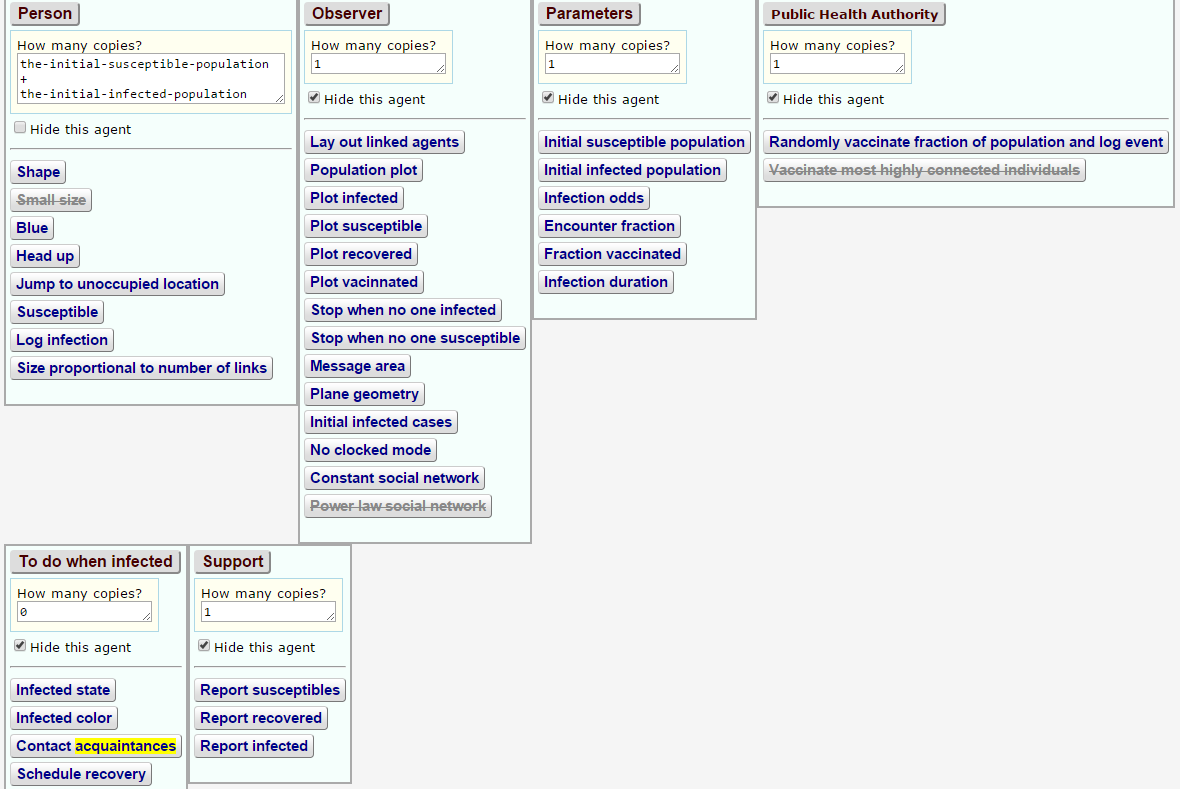 Person
How many copies?
the-initial-susceptible-population
+
the-initial-infected-population
Hide this agent
Shape
Small size
Blue
Head up
Jump to unoccupied location
Susceptible
Log infection
Size proportional to number of links
Observer
How many copies?
1
Hide this agent
Lay out linked agents
Population plot
Plot infected
Plot susceptible
Plot recovered
Plot vacinnated
Stop when no one infected
Stop when no one susceptible
Message area
Plane geometry
Initial infected cases
No clocked mode
Constant social network
Power law social network
Parameters
How many copies?
1
Hide this agent
Initial susceptible population
Initial infected population
Infection odds
Encounter fraction
Fraction vaccinated
Infection duration
Public Health Authority
How many copies?
1
Hide this agent
Randomly vaccinate fraction of population and log event
Vaccinate most highly connected individuals
To do when infected
How many copies?
0
Hide this agent
Infected state
Infected color
Contact acquaintances
Schedule recovery
Support
How many copies?
1
Hide this agent
Report susceptibles
Report recovered
Report infected